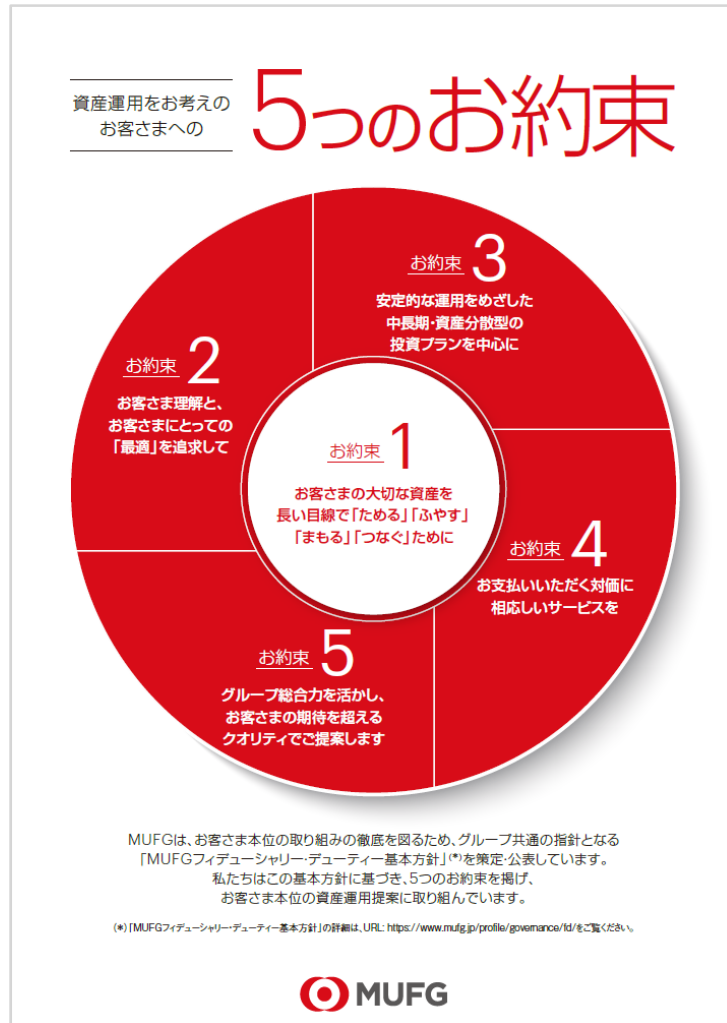 資産運用をお考えの
お客さまへの
5つのお約束
お約束 1
お客さまの大切な資産を
長い目線で「ためる」「ふやす」
「まもる」「つなぐ」ために
お約束 2
お客さま理解と、
お客さまにとっての
「最適」を追求して
お約束 3
安定的な運用をめざした
中長期・資産分散型の
投資プランを中心に
お約束 4
お支払いいただく対価に
相応しいサービスを
お約束 5
グループ総合力を活かし、
お客さまの期待を超える
クオリティでご提案します
MUFGは、お客さま本位の取り組みの徹底を図るため、グループ共通の指針となる
「MUFGフィデューシャリー・デューティー基本方針」(*)を策定・公表しています。
私たちはこの基本方針に基づき、5つのお約束を掲げ、
お客さま本位の資産運用提案に取り組んでいます。
(*)「MUFGフィデューシャリー・デューティー基本方針」の詳細は、URL: https://www.mufg.jp/profile/governance/fd/をご覧ください。
MUFG